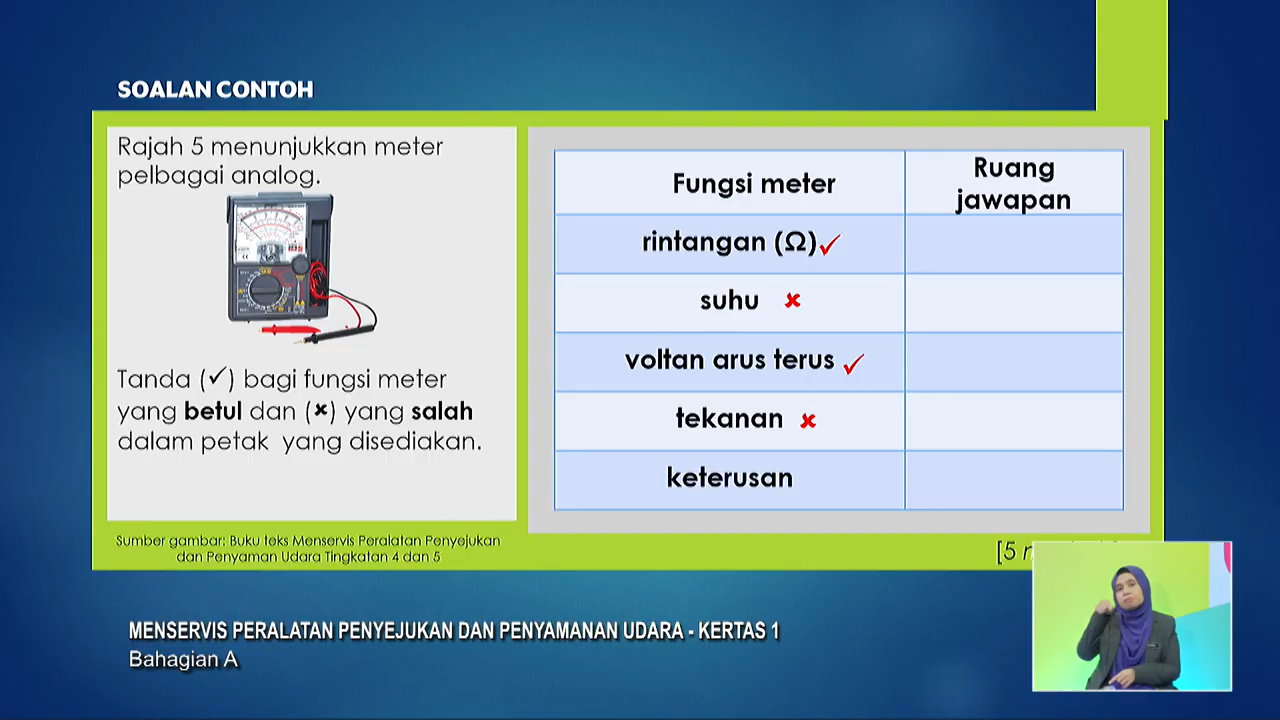 SOALAN CONTOH
Rajah 5 menunjukkan meter
pelbagai analog.
Tanda (✓) bagi fungsi meter
yang betul dan (✘) yang salah
dalam petak yang disediakan.
Sumber gambar: Buku teks Menservis Peralatan Penyejukan
dan Penyaman Udara Tingkatan 4 dan 5
Fungsi meter
Ruang
jawapan
rintangan (Ω) ✓
suhu ✘
voltan arus terus ✓
tekanan ✘
keterusan
[5
MENSERVIS PERALATAN PENYEJUKAN DAN PENYAMANAN UDARA - KERTAS 1
Bahagian A